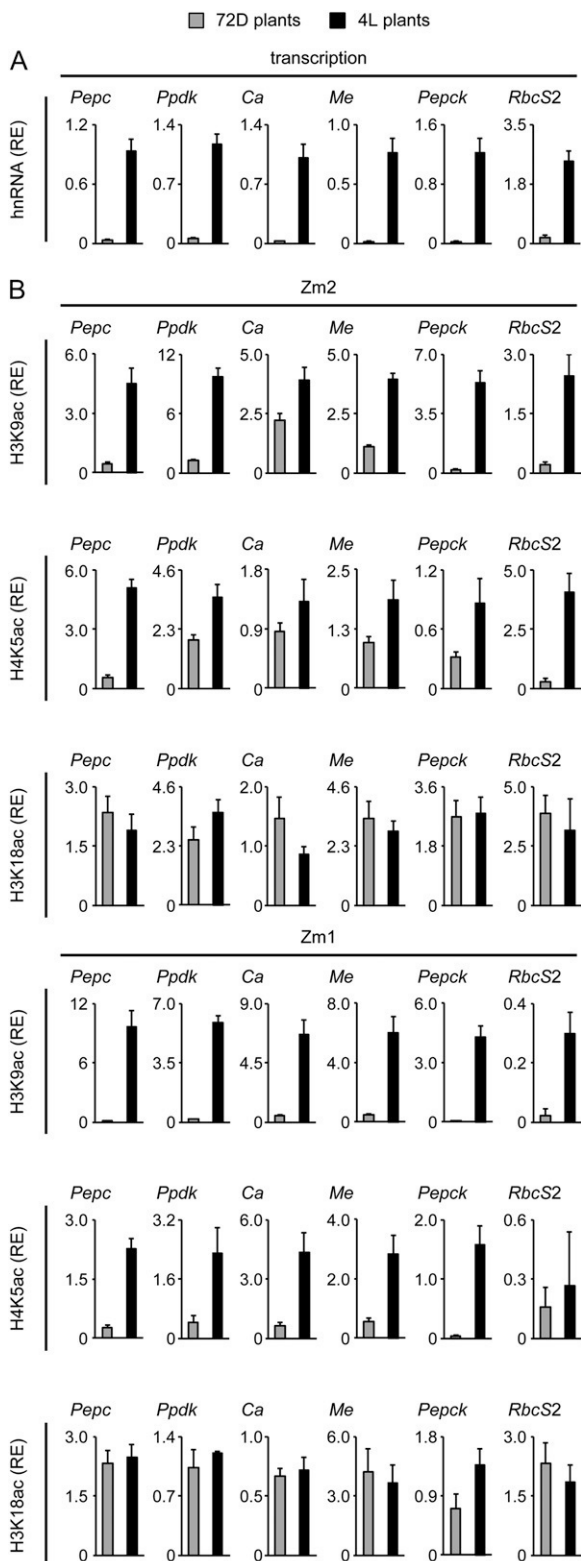 72D plants 4L plants
A
transcription
Pepc Ppdk Ca Me Pepck RbcS2
hnRNA (RE)
1.2 1.4 1.4 1.0 1.6 3.5
0.6 0.7 0.7 0.5 0.8 1.8
0 0 0 0 0 0
B
Zm2
Pepc Ppdk Ca Me Pepck RbcS2
H3K9ac (RE)
6.0 12 5.0 5.0 7.0 3.0
3.0 6 2.5 2.5 3.5 1.5
0 0 0 0 0 0
Pepc Ppdk Ca Me Pepck RbcS2
H4K5ac (RE)
6.0 4.6 1.8 2.5 1.2 5.0
3.0 2.3 0.9 1.3 0.6 2.5
0 0 0 0 0 0
Pepc Ppdk Ca Me Pepck RbcS2
H3K18ac (RE)
3.0 4.6 2.0 4.6 3.6 5.0
1.5 2.3 1.0 2.3 1.8 2.5
0 0 0 0 0 0
Zm1
Pepc Ppdk Ca Me Pepck RbcS2
H3K9ac (RE)
12 7.0 9.0 8.0 6.0 0.4
6 3.5 4.5 4.0 3.0 0.2
0 0 0 0 0 0
Pepc Ppdk Ca Me Pepck RbcS2
H4K5ac (RE)
3.0 3.2 6.0 4.0 2.0 0.6
1.5 1.6 3.0 2.0 1.0 0.3
0 0 0 0 0 0
Pepc Ppdk Ca Me Pepck RbcS2
H3K18ac (RE)
3.0 1.4 1.0 6.0 1.8 3.0
1.5 0.7 0.5 3.0 0.9 1.5
0 0 0 0 0 0